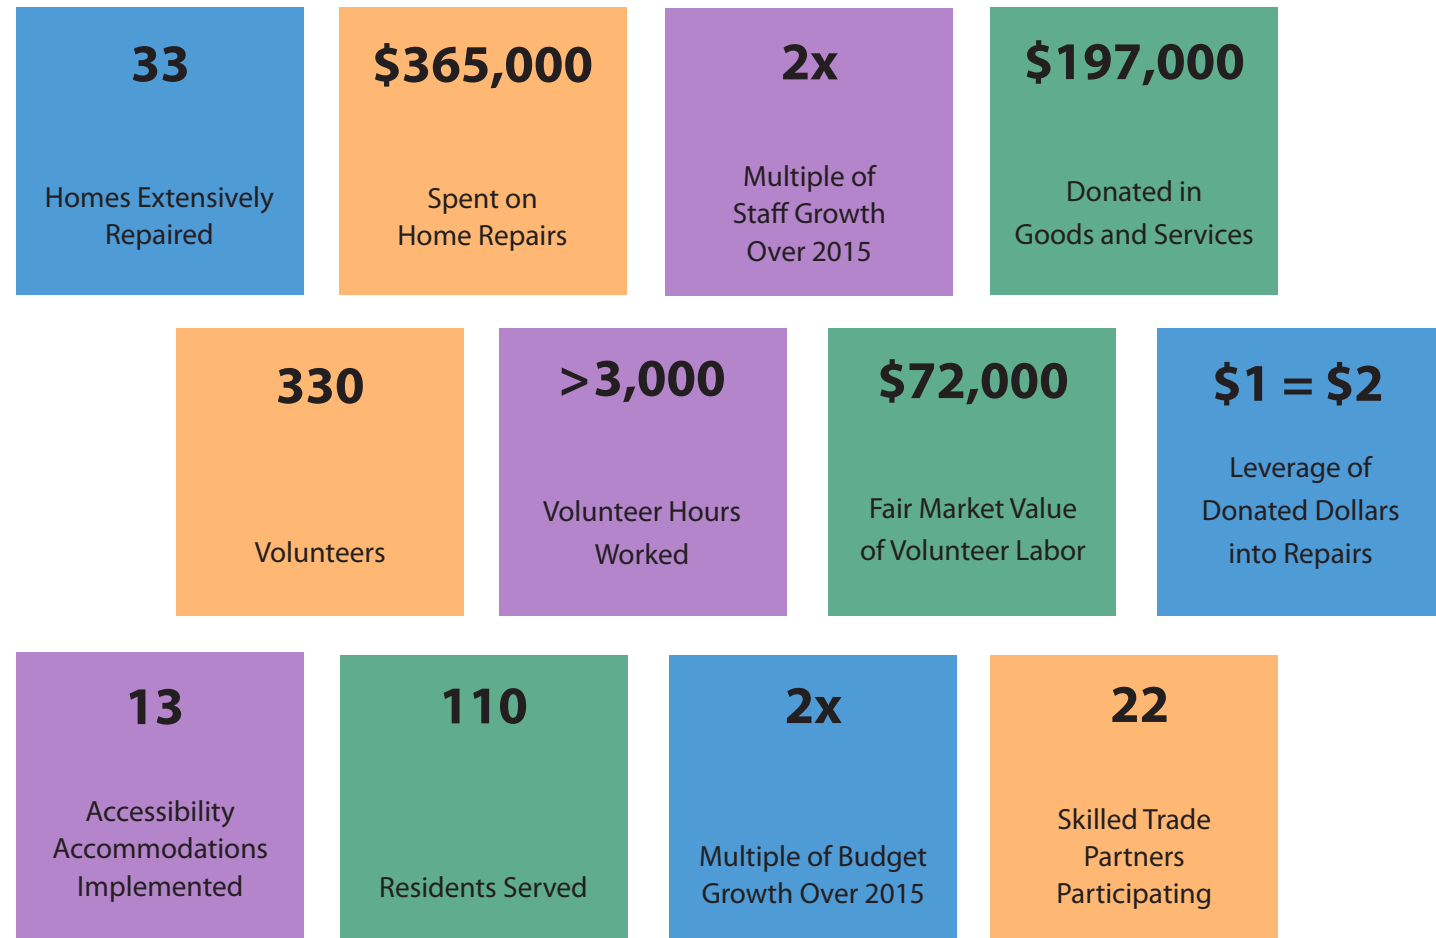 33
Homes Extensively
Repaired
$365,000
Spent on
Home Repairs
2x
Multiple of
Staff Growth
Over 2015
$197,000
Donated in
Goods and Services
330
Volunteers
>3,000
Volunteer Hours
Worked
$72,000
Fair Market Value
of Volunteer Labor
$1 = $2
Leverage of
Donated Dollars
into Repairs
13
Accessibility
Accommodations
Implemented
110
Residents Served
2x
Multiple of Budget
Growth Over 2015
22
Skilled Trade
Partners
Participating